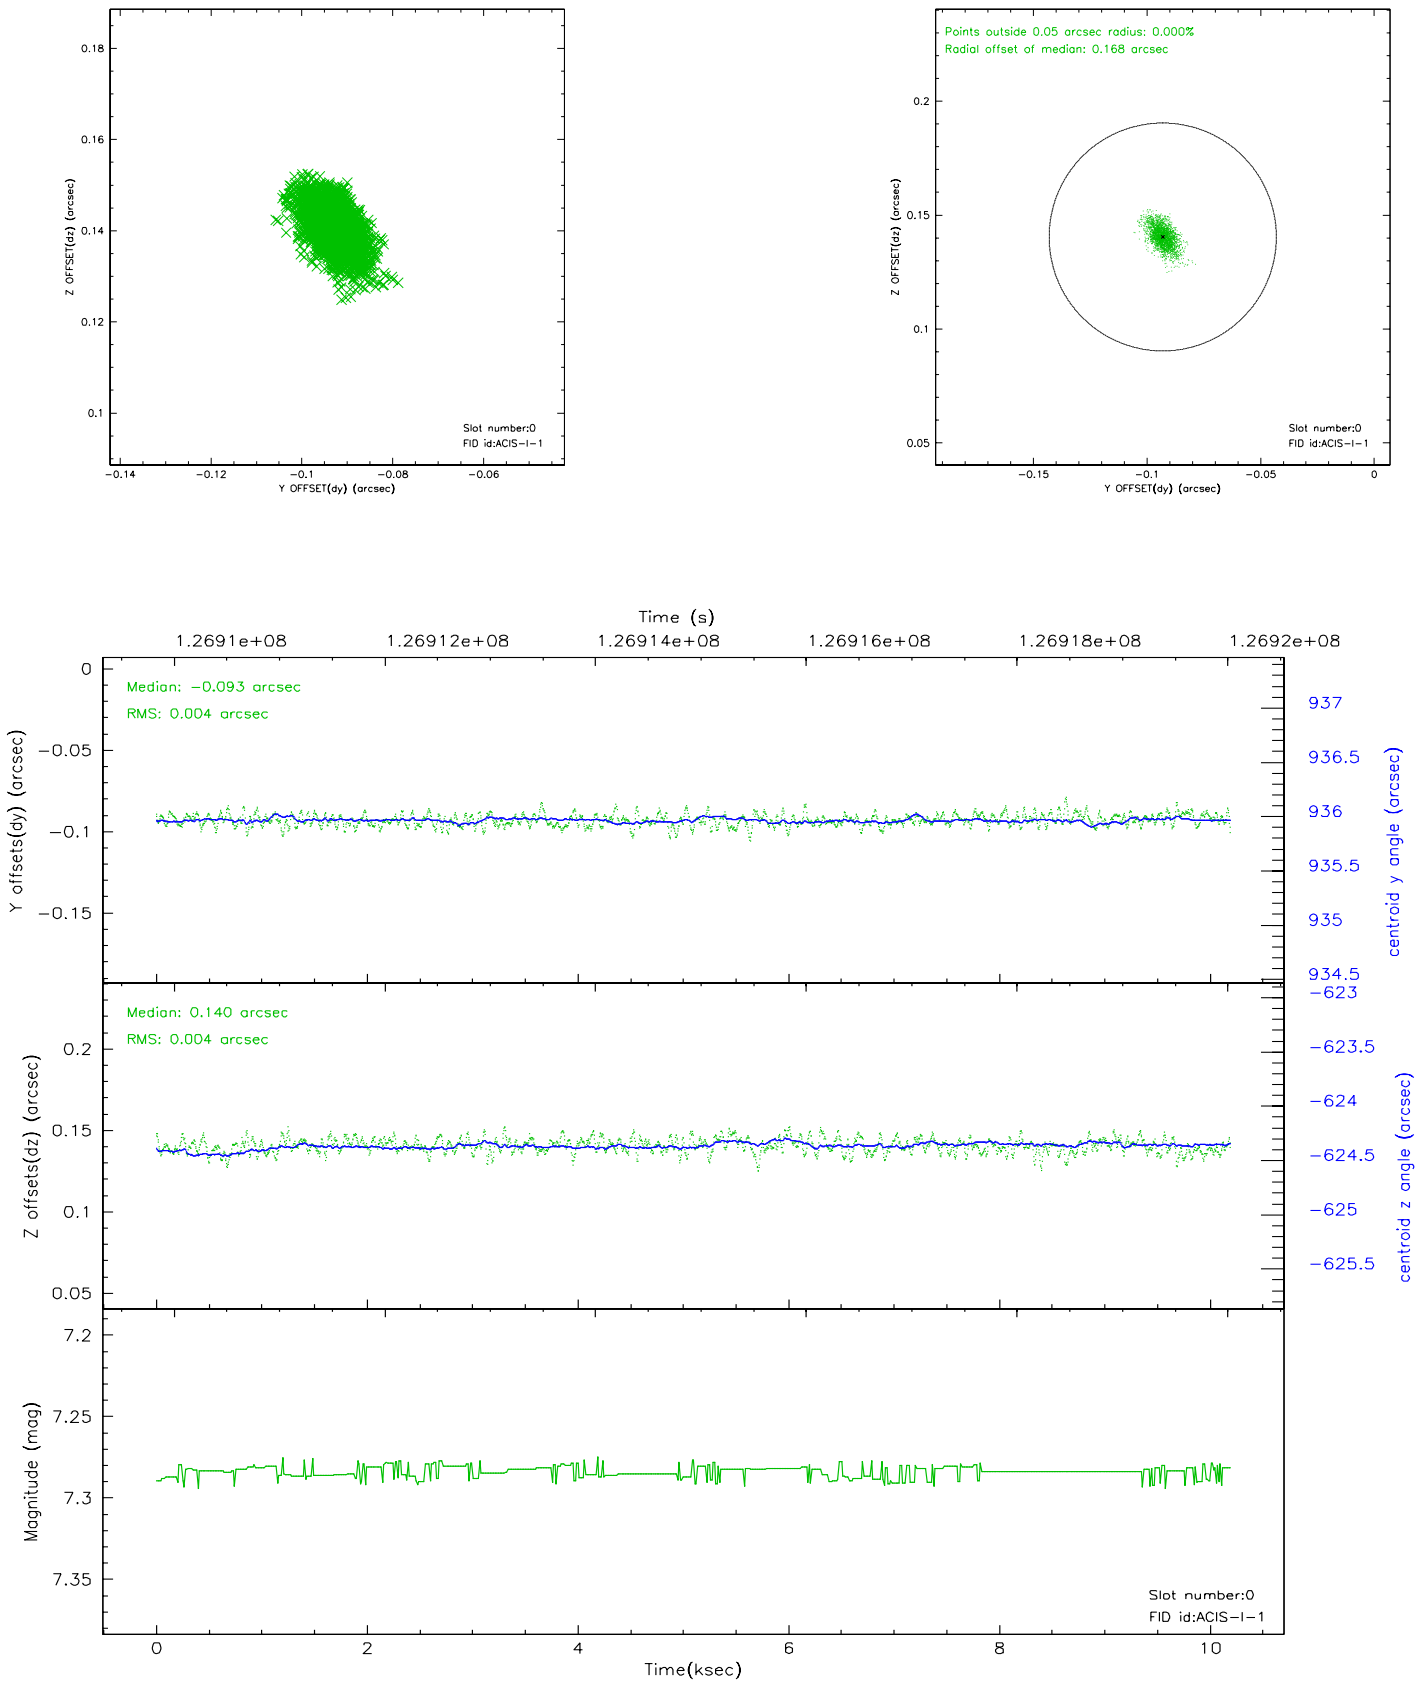 0.18
0.16
0.14
0.12
0.1
Z OFFSET(dz) (arcsec)
Slot number:0
FID id:ACIS-I-1
-0.14 -0.12 -0.1 -0.08 -0.06
Y OFFSET(dy) (arcsec)
Points outside 0.05 arcsec radius: 0.000%
Radial offset of median: 0.168 arcsec
0.2
0.15
0.1
0.05
Z OFFSET(dz) (arcsec)
Slot number:0
FID id:ACIS-I-1
-0.15 -0.1 -0.05 0
Y OFFSET(dy) (arcsec)
Time (s)
1.2691e+08 1.26912e+08 1.26914e+08 1.26916e+08 1.26918e+08 1.2692e+08
Median: -0.093 arcsec
RMS: 0.004 arcsec
0
-0.05
-0.1
-0.15
Y offsets(dy) (arcsec)
937
936.5
936
935.5
935
934.5
centroid y angle (arcsec)
Median: 0.140 arcsec
RMS: 0.004 arcsec
0.2
0.15
0.1
0.05
Z offsets(dz) (arcsec)
-623
-623.5
-624
-624.5
-625
-625.5
centroid z angle (arcsec)
7.2
7.25
7.3
7.35
Magnitude (mag)
Slot number:0
FID id:ACIS-I-1
0 2 4 6 8 10
Time(ksec)